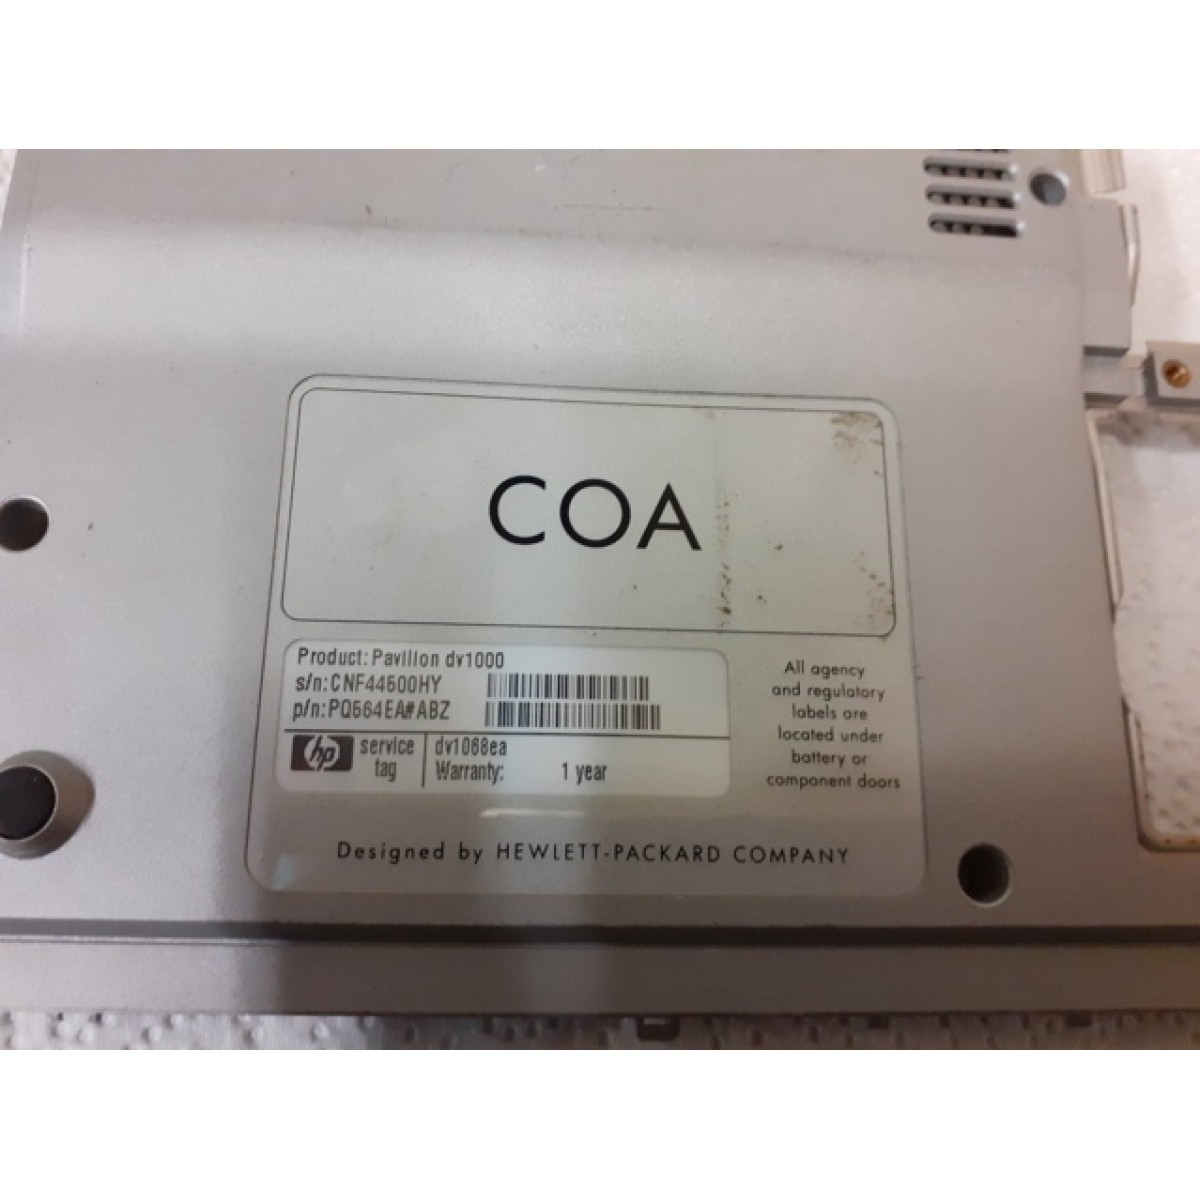 COA
Product: Pavilion dv1000
s/n: CNF44500HY
p/n: PQ564EA#ABZ
hp service tag
dv1068ea
Warranty: 1 year
All agency
and regulatory
labels are
located under
battery or
component doors
Designed by HEWLETT-PACKARD COMPANY